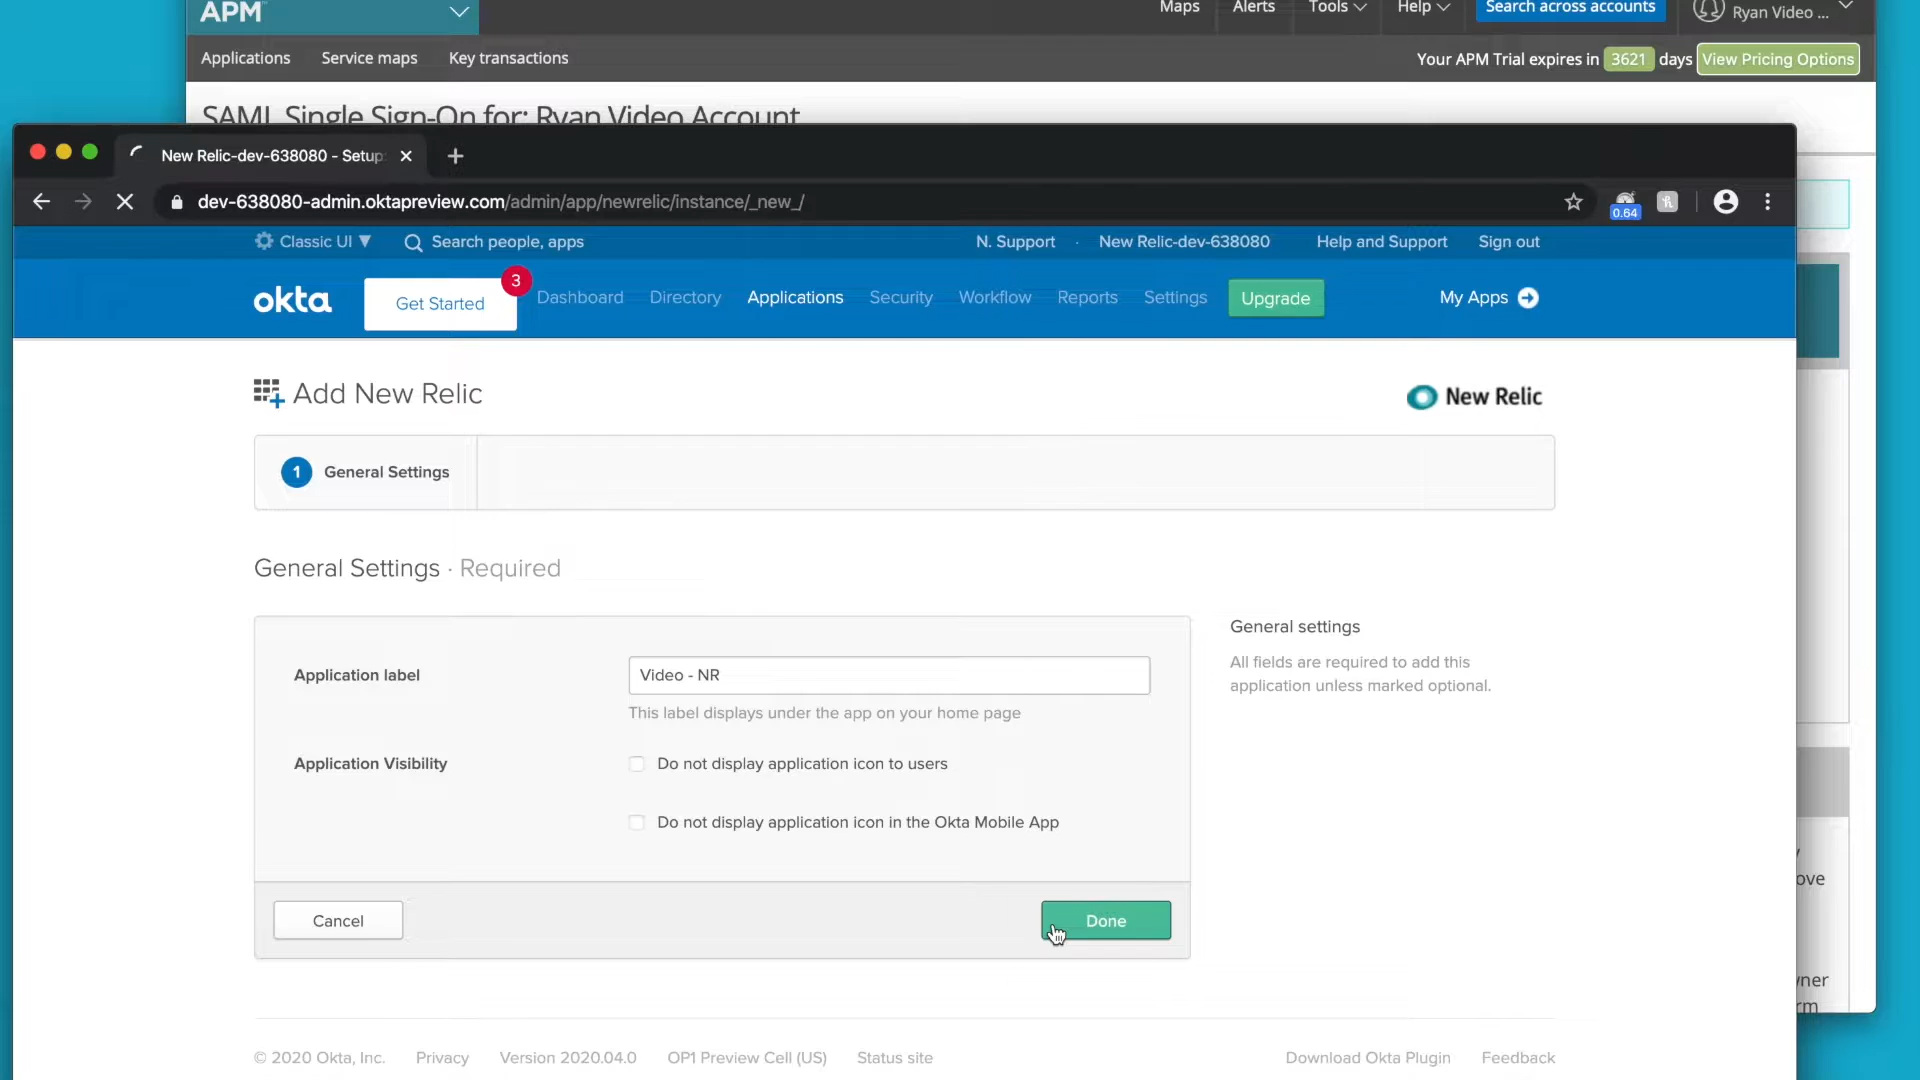 APM
Maps
Alerts
Tools
Help
Search across accounts
Ryan Video ...
Applications
Service maps
Key transactions
Your APM Trial expires in 3621 days
View Pricing Options
SAML Single Sign-On for: Ryan Video Account
New Relic-dev-638080 - Setup
dev-638080-admin.oktapreview.com/admin/app/newrelic/instance/_new_/
0.64
Classic UI
Search people, apps
N. Support
·
New Relic-dev-638080
Help and Support
Sign out
okta
Get Started
3
Dashboard
Directory
Applications
Security
Workflow
Reports
Settings
Upgrade
My Apps
Add New Relic
New Relic
1
General Settings
General Settings · Required
Application label
Video - NR
This label displays under the app on your home page
General settings
All fields are required to add this
application unless marked optional.
Application Visibility
Do not display application icon to users
Do not display application icon in the Okta Mobile App
Cancel
Done
ove
ner
rm
© 2020 Okta, Inc.
Privacy
Version 2020.04.0
OP1 Preview Cell (US)
Status site
Download Okta Plugin
Feedback